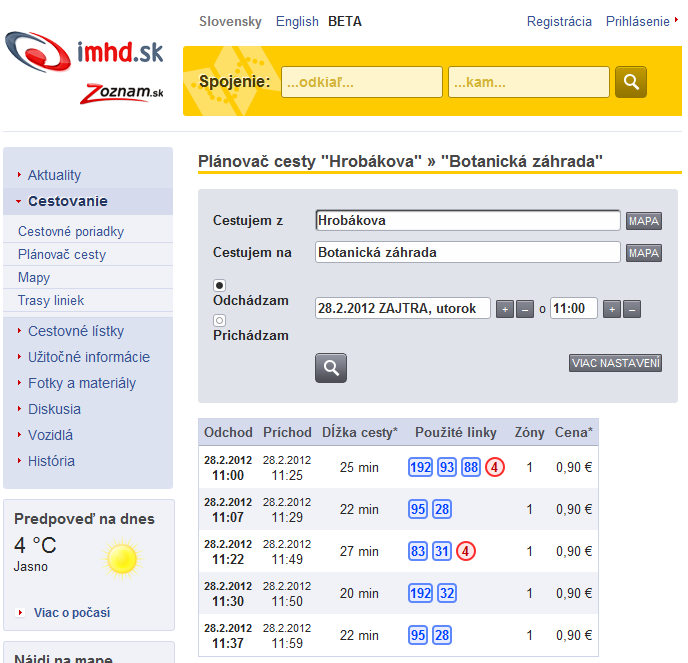 Slovensky English BETA
Registrácia Prihlásenie
imhd.sk
Zoznam.sk
Spojenie: ...odkiaľ... ...kam...
Aktuality
Cestovanie
Cestovné poriadky
Plánovač cesty
Mapy
Trasy liniek
Cestovné lístky
Užitočné informácie
Fotky a materiály
Diskusia
Vozidlá
História
Predpoveď na dnes
4 °C
Jasno
Viac o počasí
Nájdi na mape
Plánovač cesty "Hrobákova" » "Botanická záhrada"
Cestujem z Hrobákova MAPA
Cestujem na Botanická záhrada MAPA
Odchádzam
Prichádzam
28.2.2012 ZAJTRA, utorok + – o 11:00 + –
VIAC NASTAVENÍ
Odchod Príchod Dĺžka cesty* Použité linky Zóny Cena*
28.2.2012 28.2.2012
11:00 11:25 25 min 192 93 88 4 1 0,90 €
28.2.2012 28.2.2012
11:07 11:29 22 min 95 28 1 0,90 €
28.2.2012 28.2.2012
11:22 11:49 27 min 83 31 4 1 0,90 €
28.2.2012 28.2.2012
11:30 11:50 20 min 192 32 1 0,90 €
28.2.2012 28.2.2012
11:37 11:59 22 min 95 28 1 0,90 €